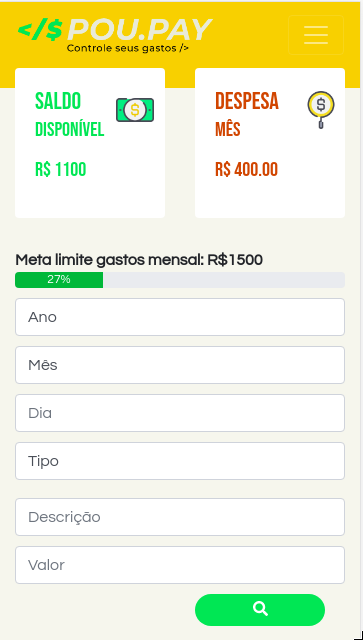 </$ POU.PAY
Controle seus gastos />
SALDO
DISPONÍVEL
R$ 1100
DESPESA
MÊS
R$ 400.00
Meta limite gastos mensal: R$1500
27%
Ano
Mês
Dia
Tipo
Descrição
Valor